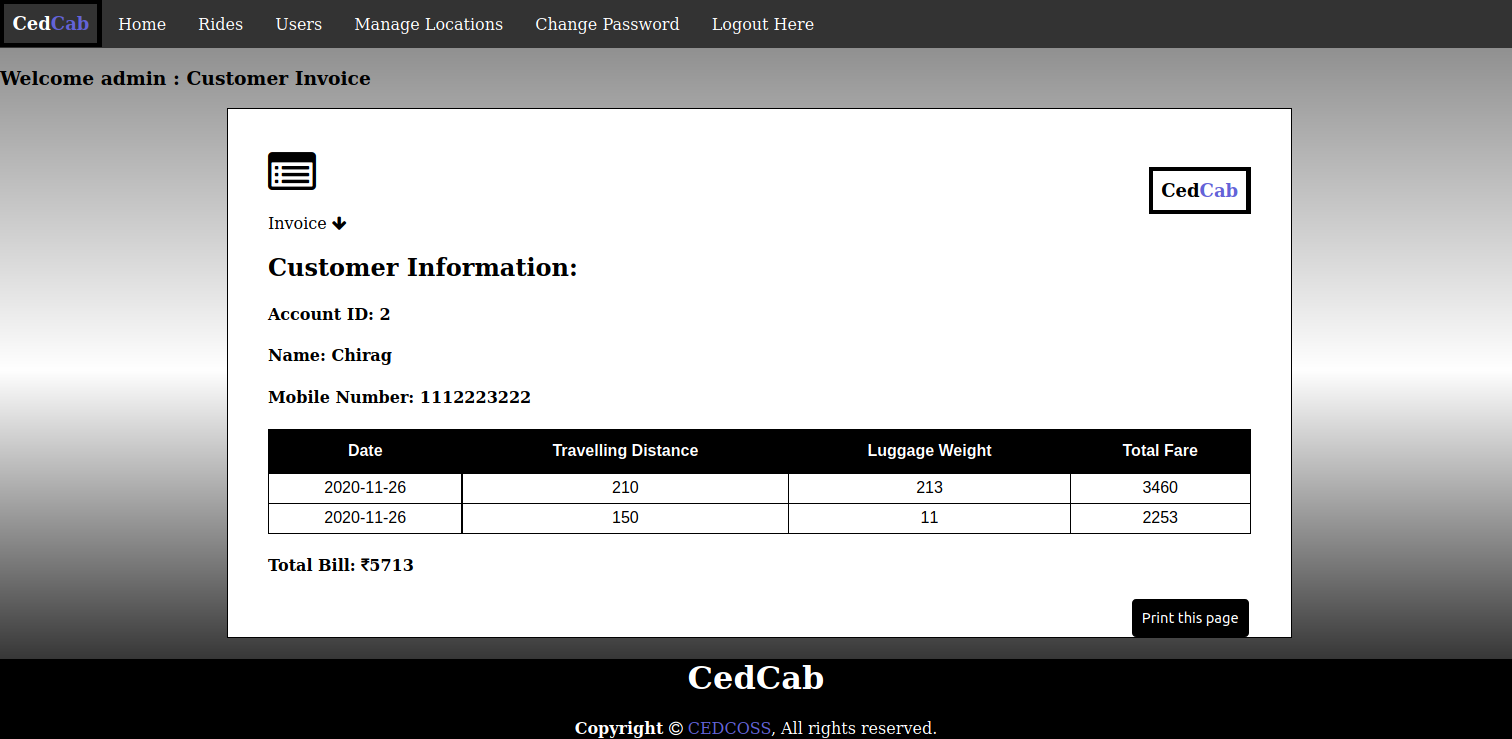 CedCab Home Rides Users Manage Locations Change Password Logout Here
Welcome admin : Customer Invoice
CedCab
Invoice
Customer Information:
Account ID: 2
Name: Chirag
Mobile Number: 1112223222
Date Travelling Distance Luggage Weight Total Fare
2020-11-26 210 213 3460
2020-11-26 150 11 2253
Total Bill: ₹5713
Print this page
CedCab
Copyright © CEDCOSS, All rights reserved.